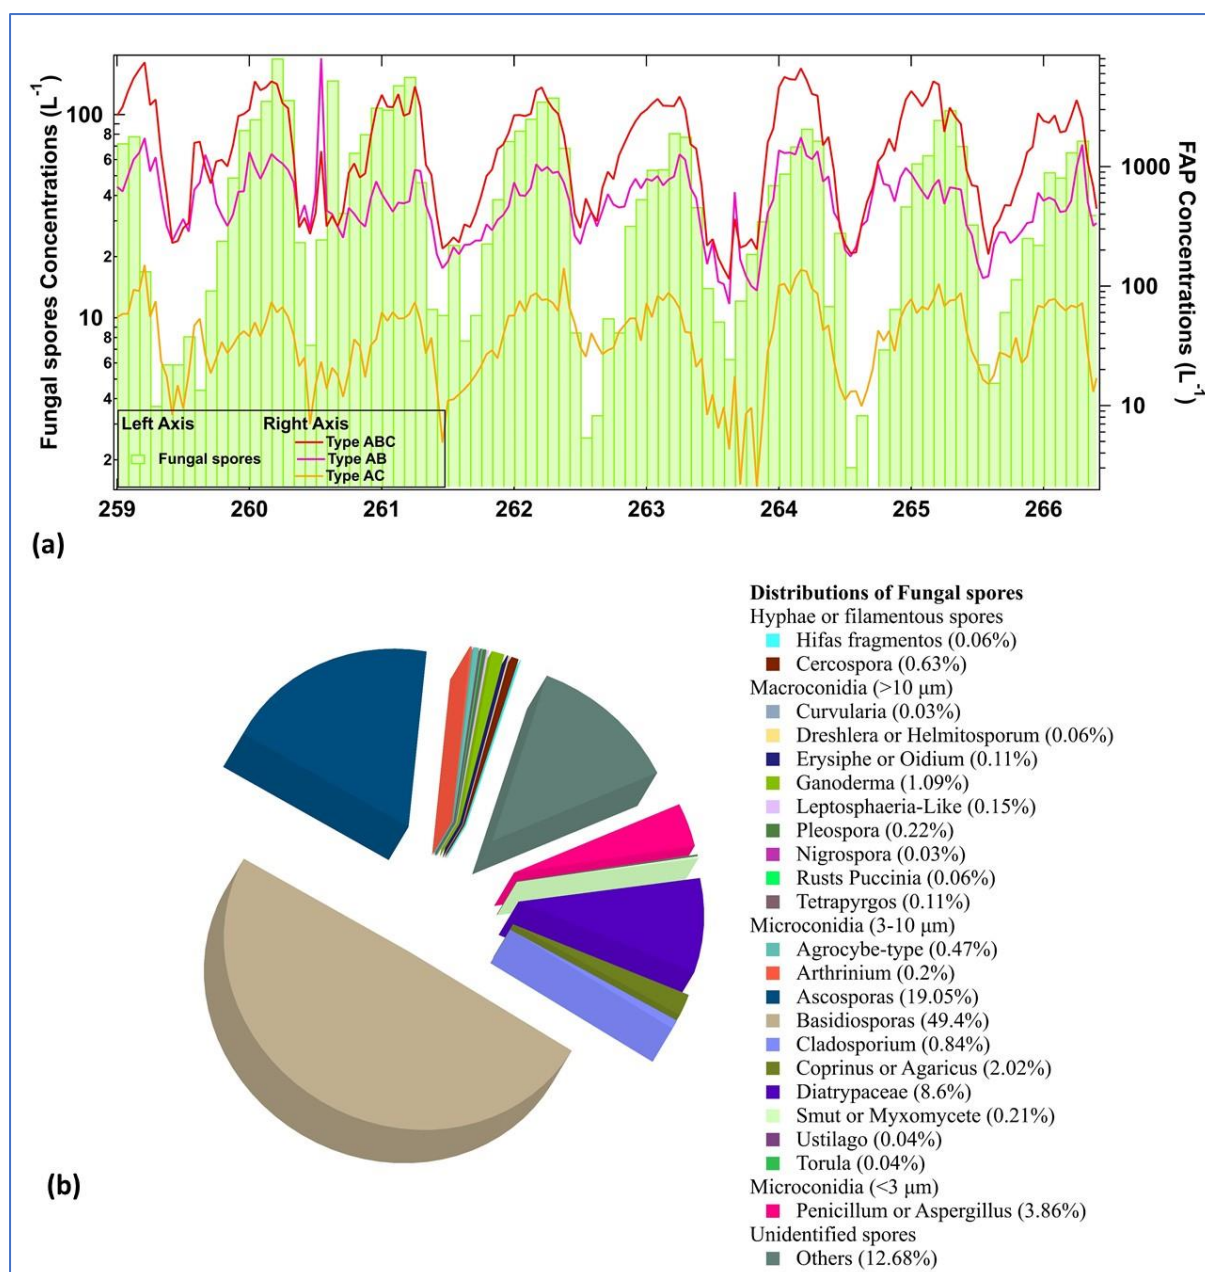 Fungal spores Concentrations (L⁻¹)
100
8
6
4
2
10
8
6
4
2
Left Axis
Right Axis
Fungal spores
Type ABC
Type AB
Type AC
1000
100
10
FAP Concentrations (L⁻¹)
259 260 261 262 263 264 265 266
(a)
Distributions of Fungal spores
Hyphae or filamentous spores
Hifas fragmentos (0.06%)
Cercospora (0.63%)
Macroconidia (>10 μm)
Curvularia (0.03%)
Dreshlera or Helmitosporum (0.06%)
Erysiphe or Oidium (0.11%)
Ganoderma (1.09%)
Leptosphaeria-Like (0.15%)
Pleospora (0.22%)
Nigrospora (0.03%)
Rusts Puccinia (0.06%)
Tetrapyrgos (0.11%)
Microconidia (3-10 μm)
Agrocybe-type (0.47%)
Arthrinium (0.2%)
Ascosporas (19.05%)
Basidiosporas (49.4%)
Cladosporium (0.84%)
Coprinus or Agaricus (2.02%)
Diatrypaceae (8.6%)
Smut or Myxomycete (0.21%)
Ustilago (0.04%)
Torula (0.04%)
Microconidia (<3 μm)
Penicillum or Aspergillus (3.86%)
Unidentified spores
Others (12.68%)
(b)